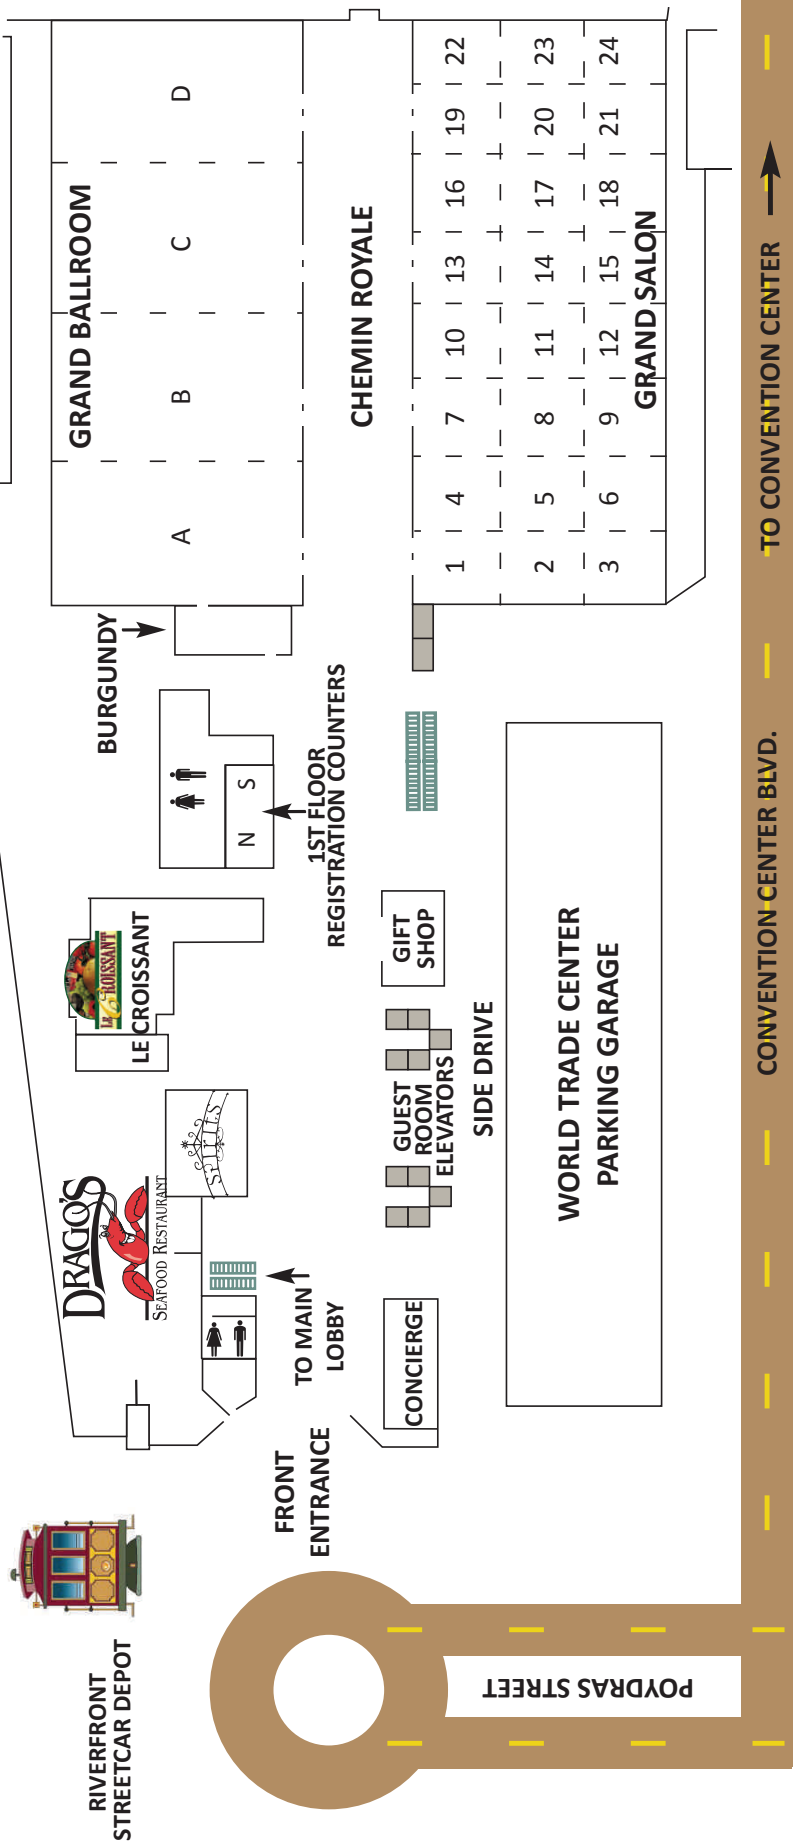 RIVERFRONT
STREETCAR DEPOT
DRAGO'S
SEAFOOD RESTAURANT
Spirits
LE CROISSANT
LE CROISSANT
BURGUNDY
GRAND BALLROOM
A
B
C
D
N
S
1ST FLOOR
REGISTRATION COUNTERS
CHEMIN ROYALE
FRONT
ENTRANCE
TO MAIN
LOBBY
CONCIERGE
GUEST
ROOM
ELEVATORS
GIFT
SHOP
SIDE DRIVE
1
4
7
10
13
16
19
22
2
5
8
11
14
17
20
23
3
6
9
12
15
18
21
24
GRAND SALON
WORLD TRADE CENTER
PARKING GARAGE
POYDRAS STREET
CONVENTION CENTER BLVD.
TO CONVENTION CENTER